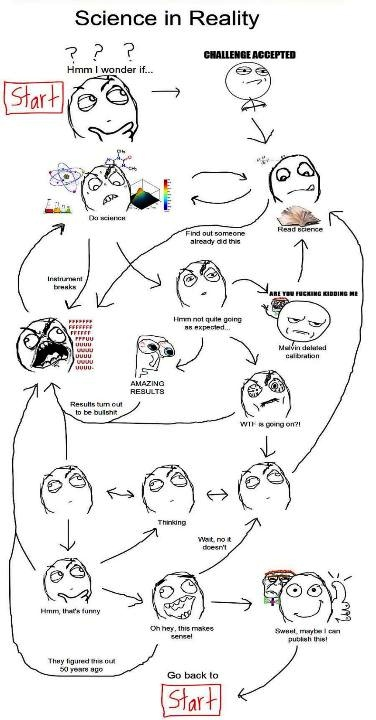 Science in Reality
? ? ?
Hmm I wonder if...
CHALLENGE ACCEPTED
Start
Do science
Find out someone
already did this
Read science
Instrument
breaks
ARE YOU FUCKING KIDDING ME
FFFFFFF
FFFFFFF
FFFFFF
FFFUU
UUUU
UUUU
UUUU
UUUU-
Hmm not quite going
as expected...
Melvin deleted
calibration
AMAZING
RESULTS
Results turn out
to be bullshit
WTF is going on?!
Thinking
Wait, no it
doesn't
Hmm, that's funny
Oh hey, this makes
sense!
Sweet, maybe I can
publish this!
They figured this out
50 years ago
Go back to
Start